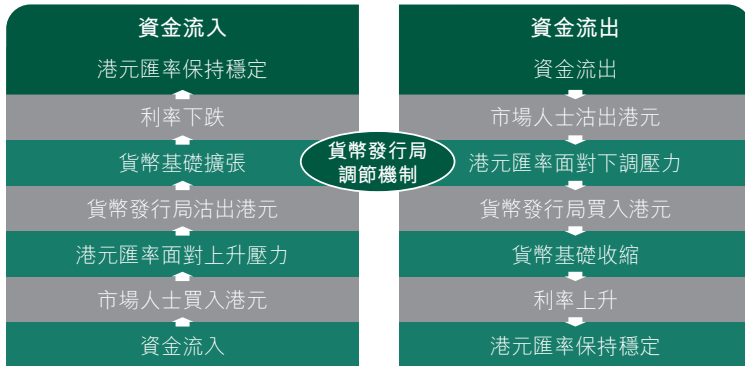 資金流入
港元匯率保持穩定
利率下跌
貨幣基礎擴張
貨幣發行局沽出港元
港元匯率面對上升壓力
市場人士買入港元
資金流入
貨幣發行局
調節機制
資金流出
資金流出
市場人士沽出港元
港元匯率面對下調壓力
貨幣發行局買入港元
貨幣基礎收縮
利率上升
港元匯率保持穩定